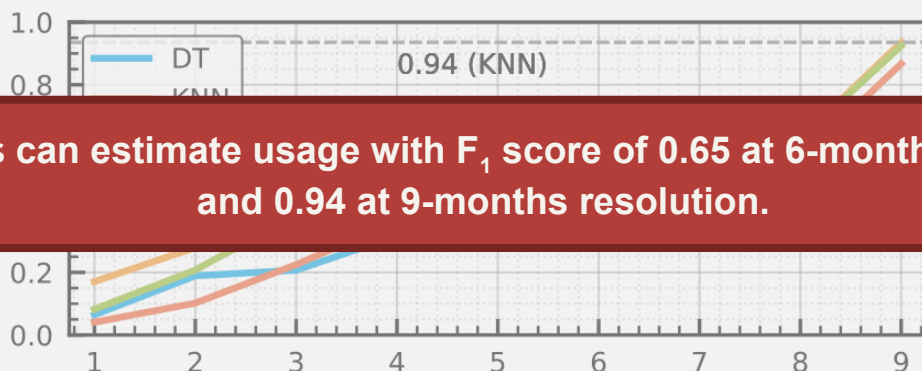 1.0
DT
0.94 (KNN)
0.8
KNN
can estimate usage with F₁ score of 0.65 at 6-month
and 0.94 at 9-months resolution.
0.2
0.0
1 2 3 4 5 6 7 8 9